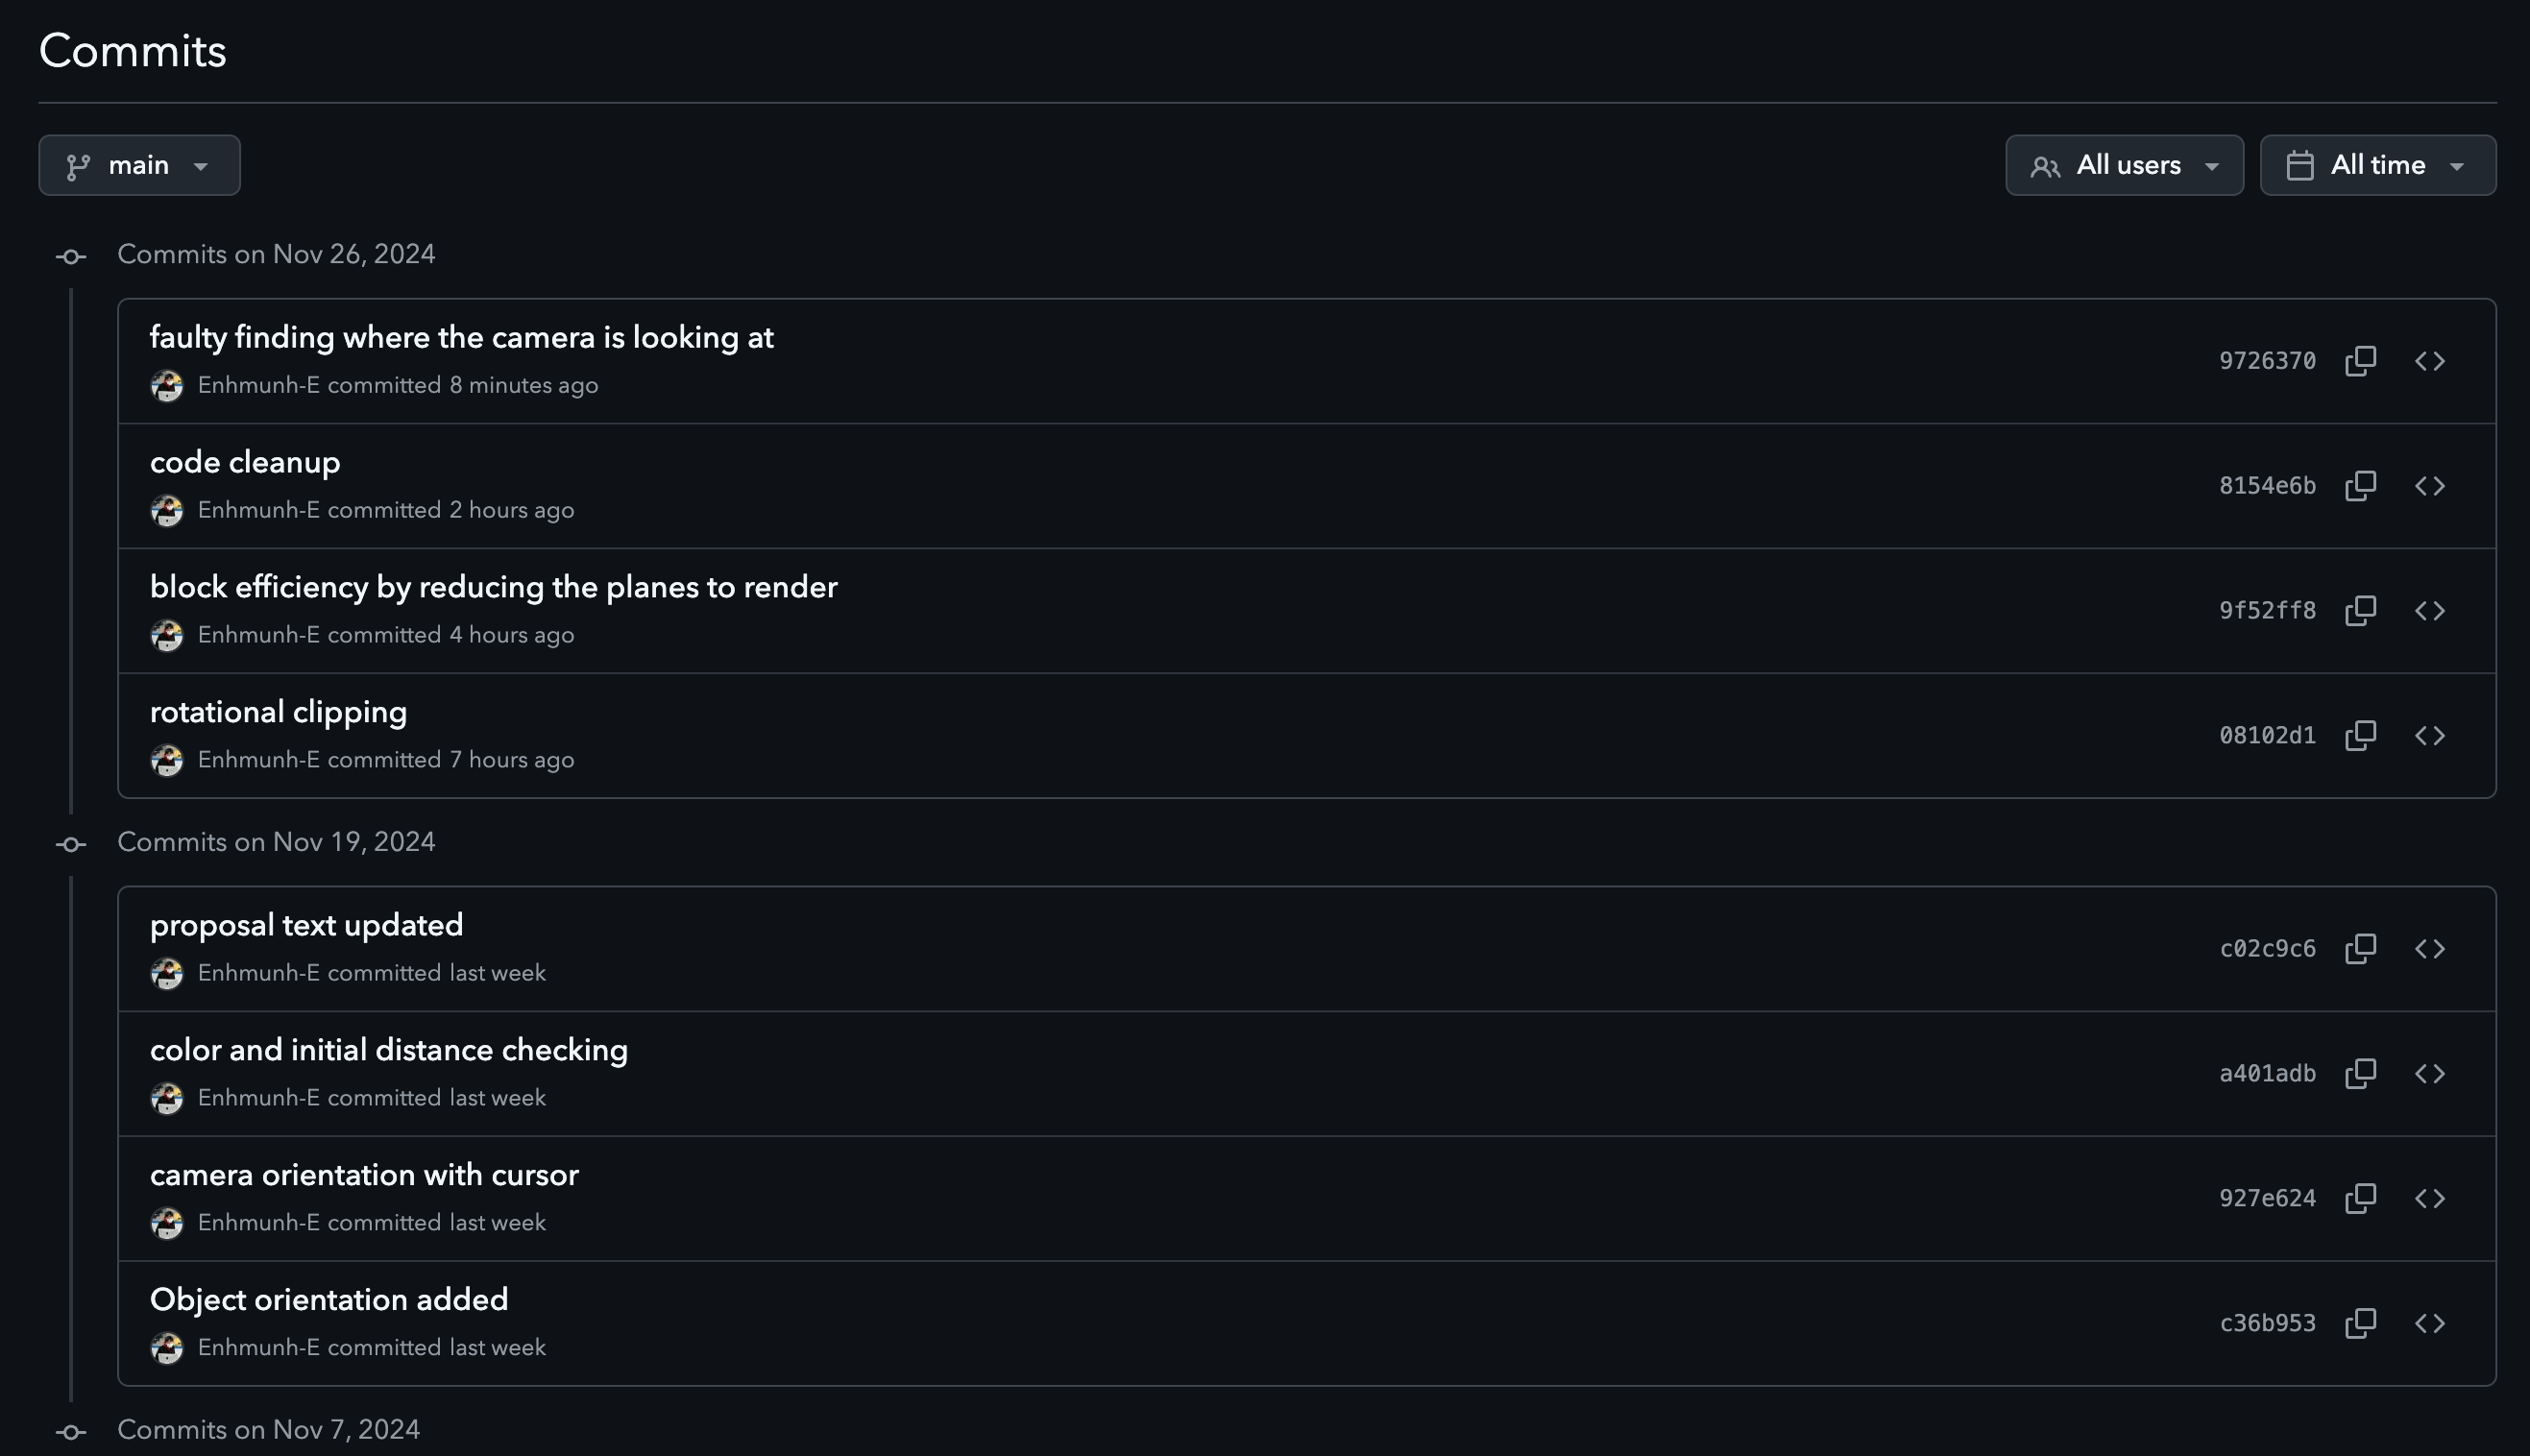 Commits
main
All users
All time
Commits on Nov 26, 2024
faulty finding where the camera is looking at
Enhmunh-E committed 8 minutes ago
9726370
code cleanup
Enhmunh-E committed 2 hours ago
8154e6b
block efficiency by reducing the planes to render
Enhmunh-E committed 4 hours ago
9f52ff8
rotational clipping
Enhmunh-E committed 7 hours ago
08102d1
Commits on Nov 19, 2024
proposal text updated
Enhmunh-E committed last week
c02c9c6
color and initial distance checking
Enhmunh-E committed last week
a401adb
camera orientation with cursor
Enhmunh-E committed last week
927e624
Object orientation added
Enhmunh-E committed last week
c36b953
Commits on Nov 7, 2024